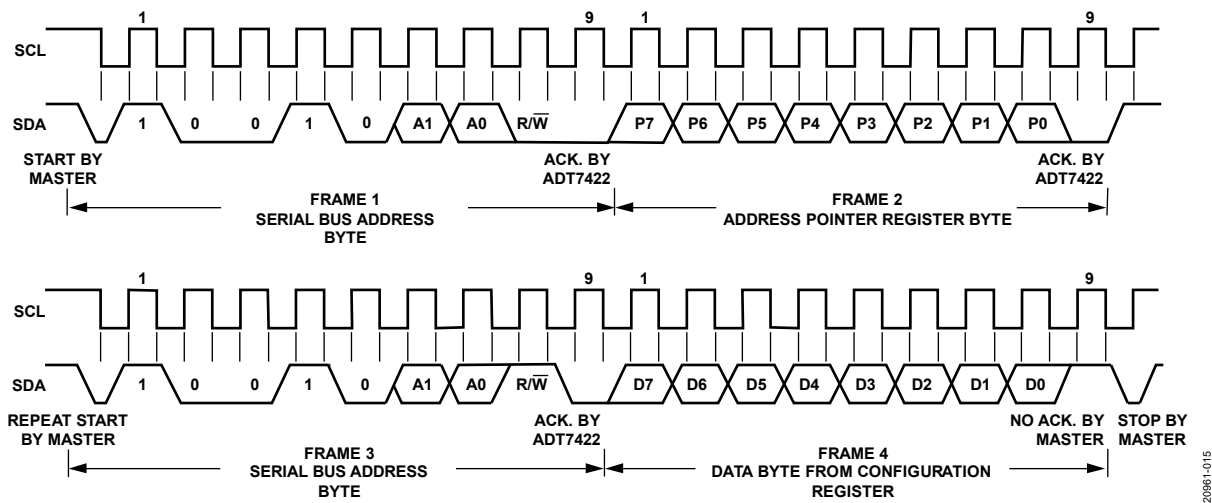 1 9 1 9
SCL
SDA 1 0 0 1 0 A1 A0 R/W̅ P7 P6 P5 P4 P3 P2 P1 P0
START BY MASTER
ACK. BY ADT7422
ACK. BY ADT7422
FRAME 1
SERIAL BUS ADDRESS
BYTE
FRAME 2
ADDRESS POINTER REGISTER BYTE
1 9 1 9
SCL
SDA 1 0 0 1 0 A1 A0 R/W̅ D7 D6 D5 D4 D3 D2 D1 D0
REPEAT START
BY MASTER
ACK. BY
ADT7422
NO ACK. BY
MASTER
STOP BY
MASTER
FRAME 3
SERIAL BUS ADDRESS
BYTE
FRAME 4
DATA BYTE FROM CONFIGURATION
REGISTER
20961-015